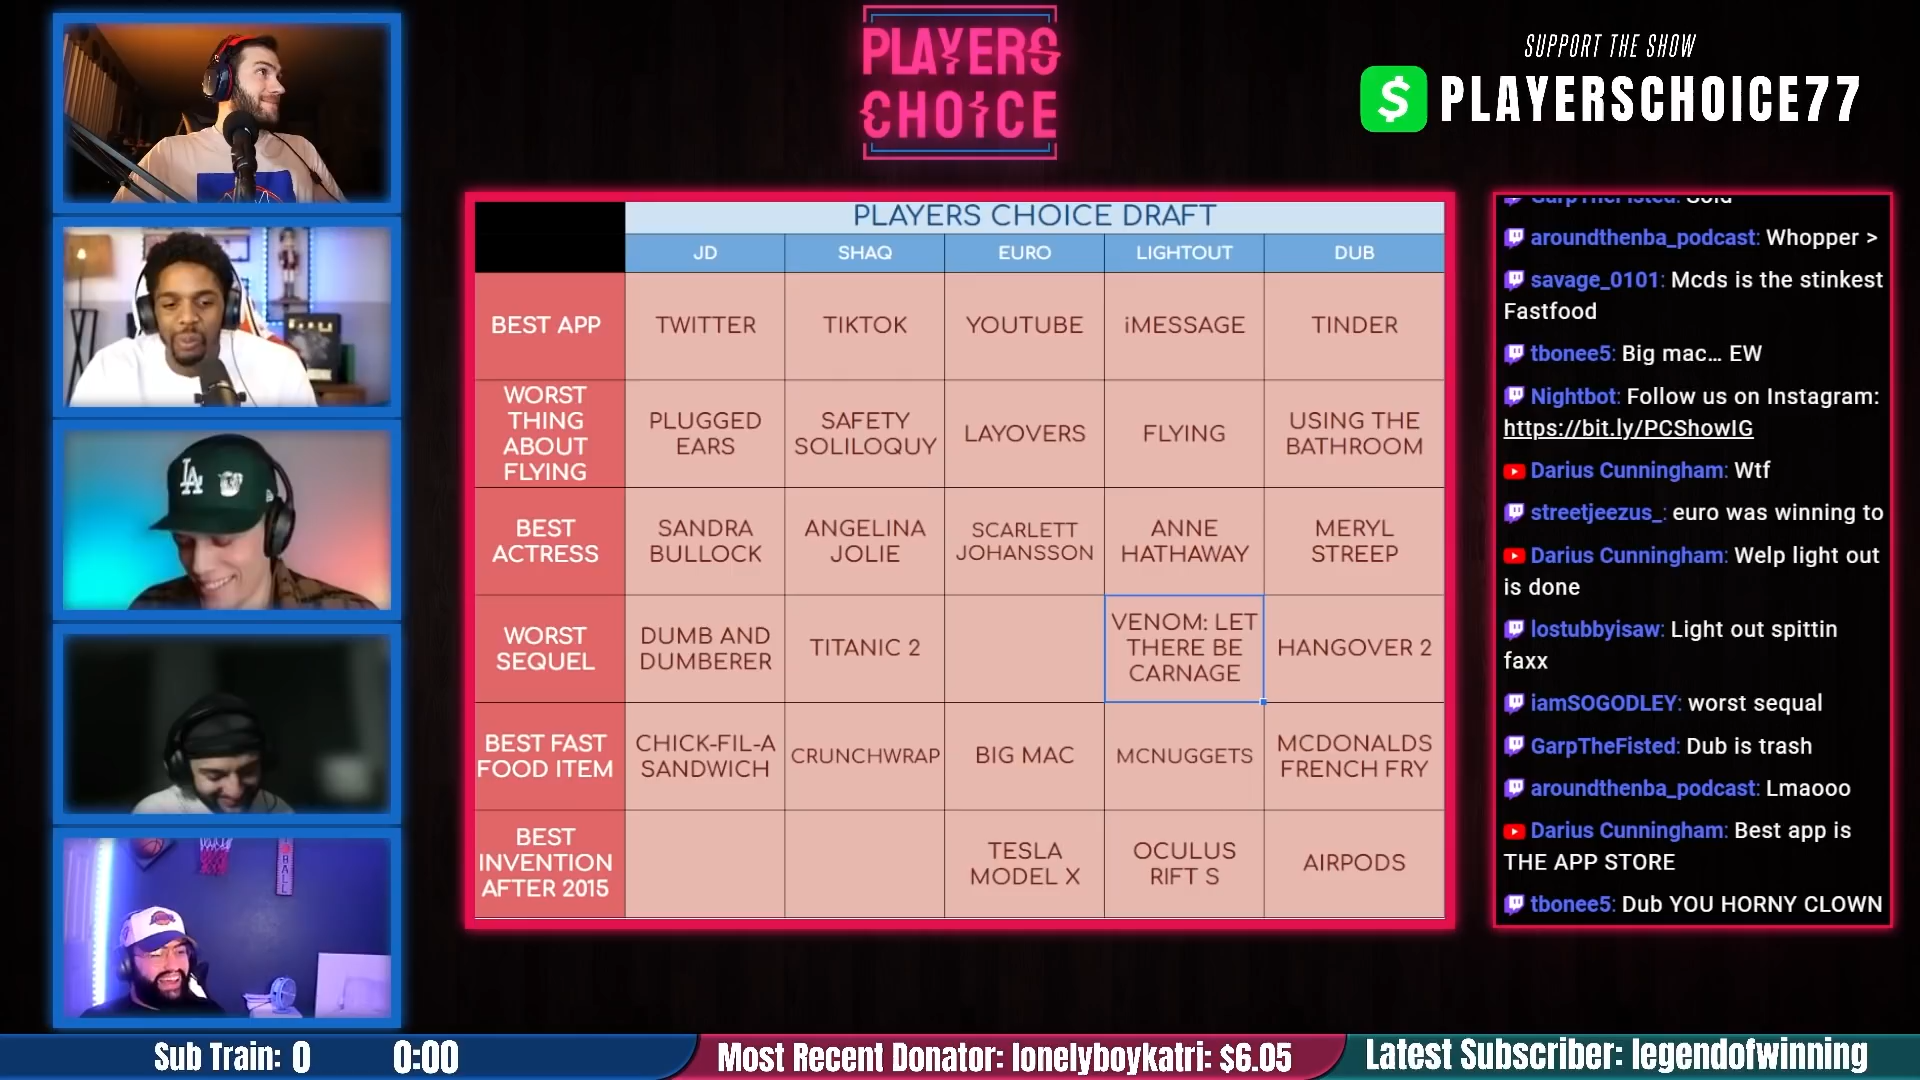 PLAYERS
CHOICE
SUPPORT THE SHOW
$ PLAYERSCHOICE77
LA
BALL
PLAYERS CHOICE DRAFT
JD SHAQ EURO LIGHTOUT DUB
BEST APP
TWITTER
TIKTOK
YOUTUBE
iMESSAGE
TINDER
WORST
THING
ABOUT
FLYING
PLUGGED
EARS
SAFETY
SOLILOQUY
LAYOVERS
FLYING
USING THE
BATHROOM
BEST
ACTRESS
SANDRA
BULLOCK
ANGELINA
JOLIE
SCARLETT
JOHANSSON
ANNE
HATHAWAY
MERYL
STREEP
WORST
SEQUEL
DUMB AND
DUMBERER
TITANIC 2
VENOM: LET
THERE BE
CARNAGE
HANGOVER 2
BEST FAST
FOOD ITEM
CHICK-FIL-A
SANDWICH
CRUNCHWRAP
BIG MAC
MCNUGGETS
MCDONALDS
FRENCH FRY
BEST
INVENTION
AFTER 2015
TESLA
MODEL X
OCULUS
RIFT S
AIRPODS
GarpTheFisted:
aroundthenba_podcast: Whopper >
savage_0101: Mcds is the stinkest
Fastfood
tbonee5: Big mac... EW
Nightbot: Follow us on Instagram:
https://bit.ly/PCShowIG
Darius Cunningham: Wtf
streetjeezus_: euro was winning to
Darius Cunningham: Welp light out
is done
lostubbyisaw: Light out spittin
faxx
iamSOGODLEY: worst sequal
GarpTheFisted: Dub is trash
aroundthenba_podcast: Lmaooo
Darius Cunningham: Best app is
THE APP STORE
tbonee5: Dub YOU HORNY CLOWN
Sub Train: 0 0:00
Most Recent Donator: lonelyboykatri: $6.05
Latest Subscriber: legendofwinning